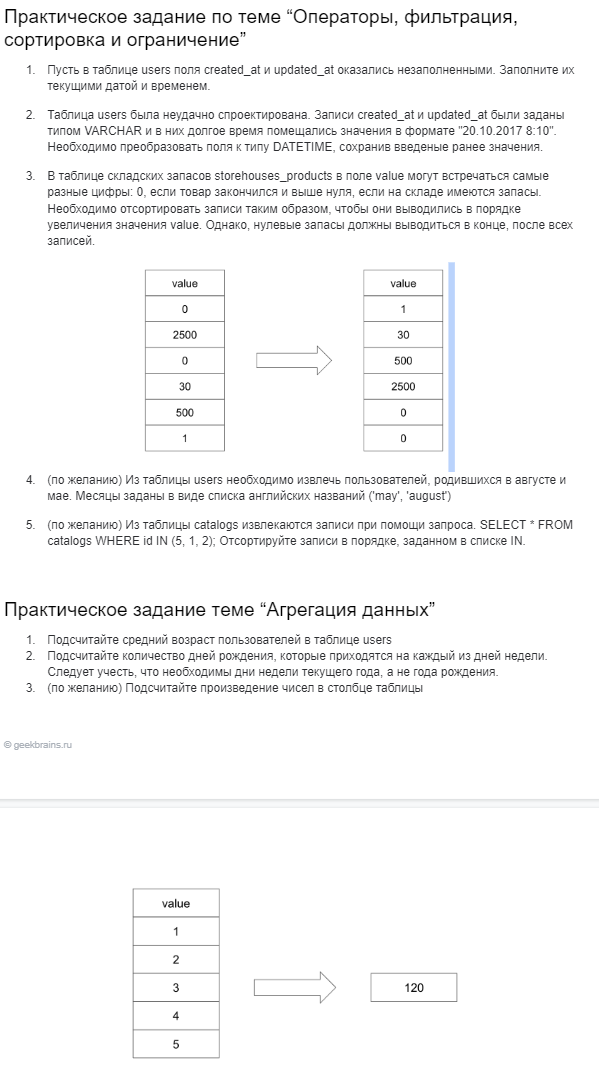 Практическое задание по теме “Операторы, фильтрация,
сортировка и ограничение”
1. Пусть в таблице users поля created_at и updated_at оказались незаполненными. Заполните их
текущими датой и временем.
2. Таблица users была неудачно спроектирована. Записи created_at и updated_at были заданы
типом VARCHAR и в них долгое время помещались значения в формате "20.10.2017 8:10".
Необходимо преобразовать поля к типу DATETIME, сохранив введеные ранее значения.
3. В таблице складских запасов storehouses_products в поле value могут встречаться самые
разные цифры: 0, если товар закончился и выше нуля, если на складе имеются запасы.
Необходимо отсортировать записи таким образом, чтобы они выводились в порядке
увеличения значения value. Однако, нулевые запасы должны выводиться в конце, после всех
записей.
value
0
2500
0
30
500
1
value
1
30
500
2500
0
0
4. (по желанию) Из таблицы users необходимо извлечь пользователей, родившихся в августе и
мае. Месяцы заданы в виде списка английских названий ('may', 'august')
5. (по желанию) Из таблицы catalogs извлекаются записи при помощи запроса. SELECT * FROM
catalogs WHERE id IN (5, 1, 2); Отсортируйте записи в порядке, заданном в списке IN.
Практическое задание теме “Агрегация данных”
1. Подсчитайте средний возраст пользователей в таблице users
2. Подсчитайте количество дней рождения, которые приходятся на каждый из дней недели.
Следует учесть, что необходимы дни недели текущего года, а не года рождения.
3. (по желанию) Подсчитайте произведение чисел в столбце таблицы
© geekbrains.ru
value
1
2
3
4
5
120